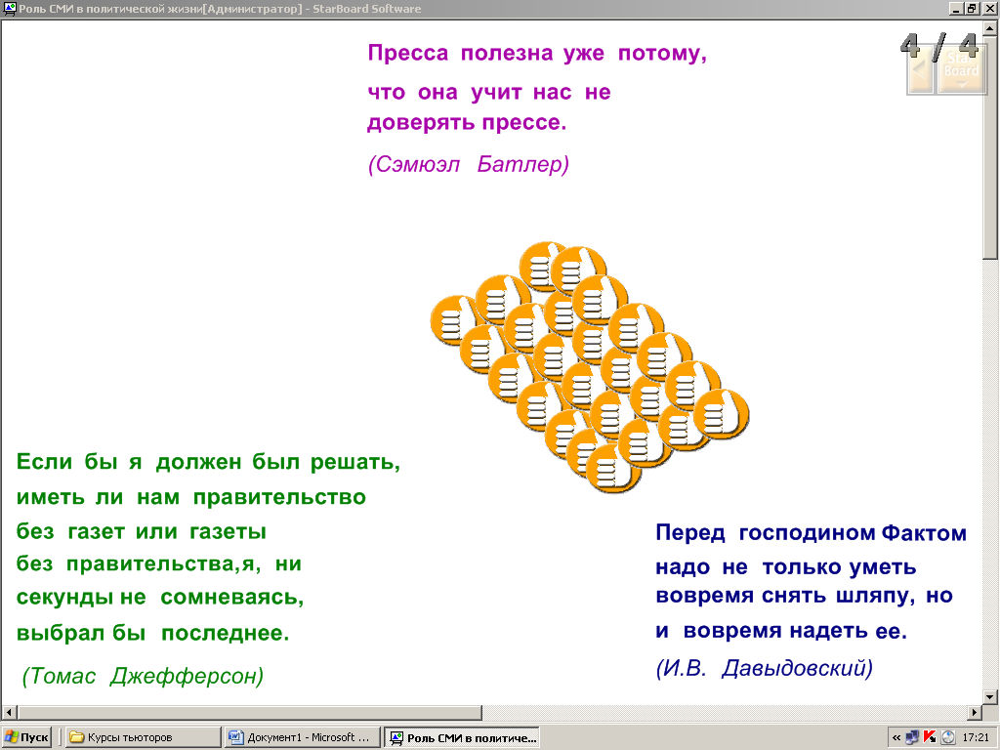 Роль СМИ в политической жизни[Администратор] - StarBoard Software
4 / 4
Star
Board
Пресса полезна уже потому,
что она учит нас не
доверять прессе.
(Сэмюэл Батлер)
Если бы я должен был решать,
иметь ли нам правительство
без газет или газеты
без правительства,я, ни
секунды не сомневаясь,
выбрал бы последнее.
(Томас Джефферсон)
Перед господином Фактом
надо не только уметь
вовремя снять шляпу, но
и вовремя надеть ее.
(И.В. Давыдовский)
Пуск
Курсы тьюторов
Документ1 - Microsoft ...
Роль СМИ в политиче...
«
17:21